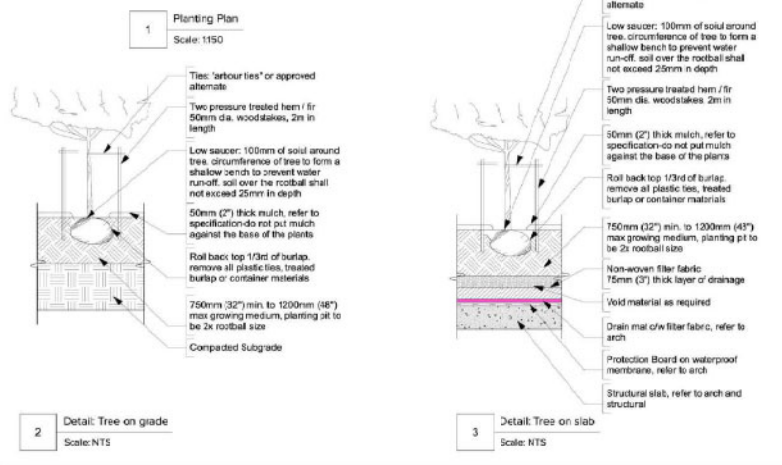 1
Planting Plan
Scale: 1:150
Ties: 'arbour ties' or approved
alternate
Two pressure treated hem / fir
50mm dia. woodstakes, 2m in
length
Low saucer: 100mm of soiul around
tree. circumference of tree to form a
shallow bench to prevent water
run-off. soil over the rootball shall
not exceed 25mm in depth
50mm (2") thick mulch, refer to
specification-do not put mulch
against the base of the plants
Roll back top 1/3rd of burlap.
remove all plastic ties, treated
burlap or container materials
750mm (32") min. to 1200mm (48")
max growing medium, planting pit to
be 2x rootball size
Compacted Subgrade
2
Detail: Tree on grade
Scale: NTS
alternate
Low saucer: 100mm of soiul around
tree. circumference of tree to form a
shallow bench to prevent water
run-off. soil over the rootball shall
not exceed 25mm in depth
Two pressure treated hem / fir
50mm dia. woodstakes, 2m in
length
50mm (2") thick mulch, refer to
specification-do not put mulch
against the base of the plants
Roll back top 1/3rd of burlap.
remove all plastic ties, treated
burlap or container materials
750mm (32") min. to 1200mm (48")
max growing medium, planting pit to
be 2x rootball size
Non-woven filter fabric
75mm (3") thick layer of drainage
Void material as required
Drain mat c/w filter fabric, refer to
arch
Protection Board on waterproof
membrane, refer to arch
Structural slab, refer to arch and
structural
3
Detail: Tree on slab
Scale: NTS